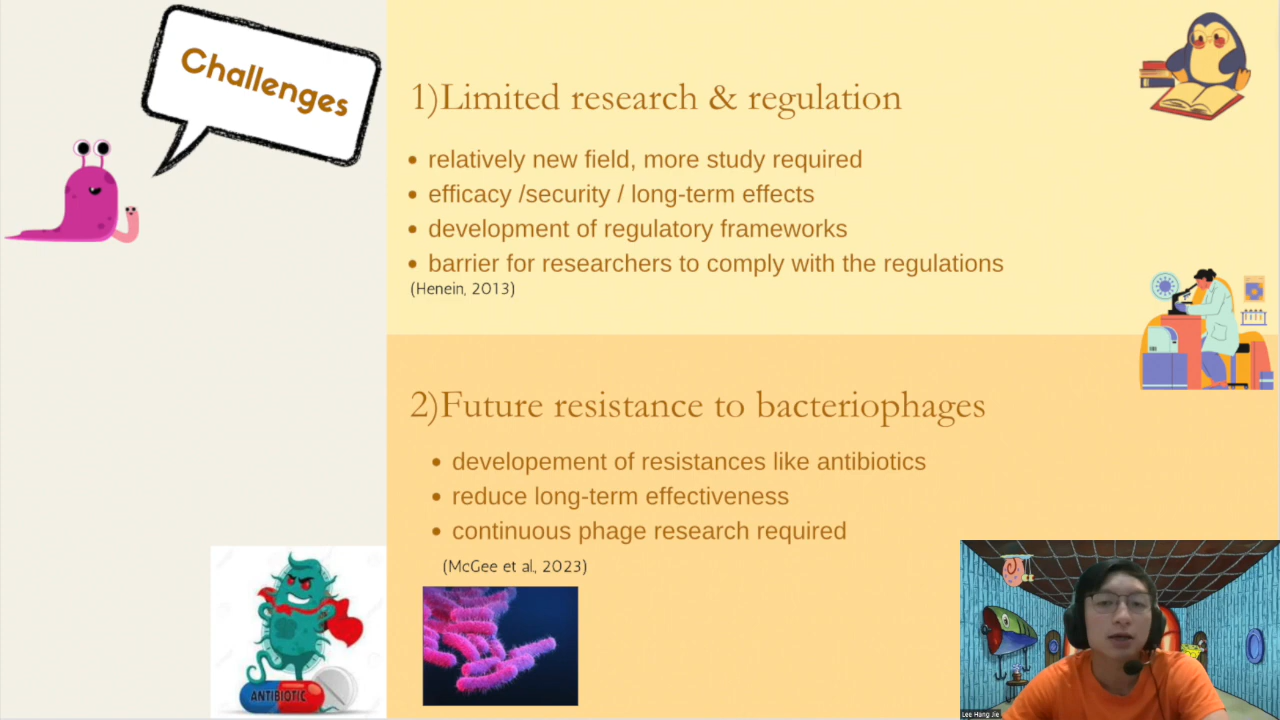 Challenges
1)Limited research & regulation
• relatively new field, more study required
• efficacy /security / long-term effects
• development of regulatory frameworks
• barrier for researchers to comply with the regulations
(Henein, 2013)
2)Future resistance to bacteriophages
• developement of resistances like antibiotics
• reduce long-term effectiveness
• continuous phage research required
(McGee et al., 2023)
ANTIBIOTIC
Lee Hang Jie